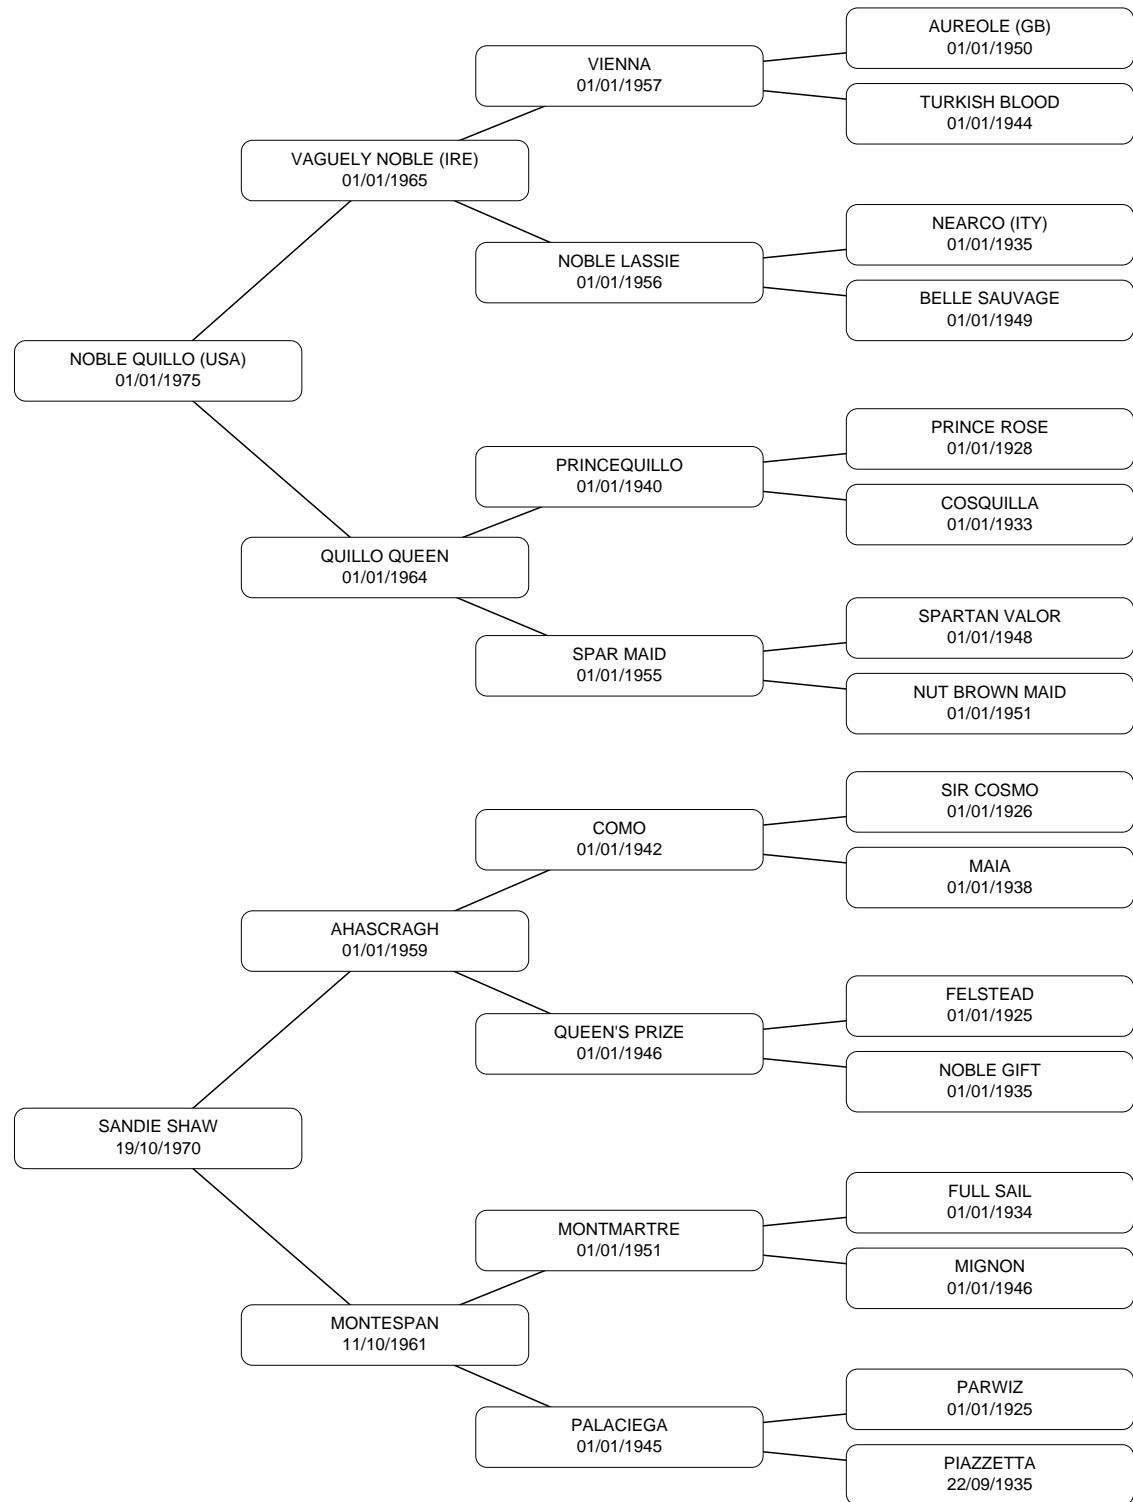 AUREOLE (GB)
01/01/1950
VIENNA
01/01/1957
TURKISH BLOOD
01/01/1944
VAGUELY NOBLE (IRE)
01/01/1965
NEARCO (ITY)
01/01/1935
NOBLE LASSIE
01/01/1956
BELLE SAUVAGE
01/01/1949
NOBLE QUILLO (USA)
01/01/1975
PRINCE ROSE
01/01/1928
PRINCEQUILLO
01/01/1940
COSQUILLA
01/01/1933
QUILLO QUEEN
01/01/1964
SPARTAN VALOR
01/01/1948
SPAR MAID
01/01/1955
NUT BROWN MAID
01/01/1951
SIR COSMO
01/01/1926
COMO
01/01/1942
MAIA
01/01/1938
AHASCRAGH
01/01/1959
FELSTEAD
01/01/1925
QUEEN'S PRIZE
01/01/1946
NOBLE GIFT
01/01/1935
SANDIE SHAW
19/10/1970
FULL SAIL
01/01/1934
MONTMARTRE
01/01/1951
MIGNON
01/01/1946
MONTESPAN
11/10/1961
PARWIZ
01/01/1925
PALACIEGA
01/01/1945
PIAZZETTA
22/09/1935